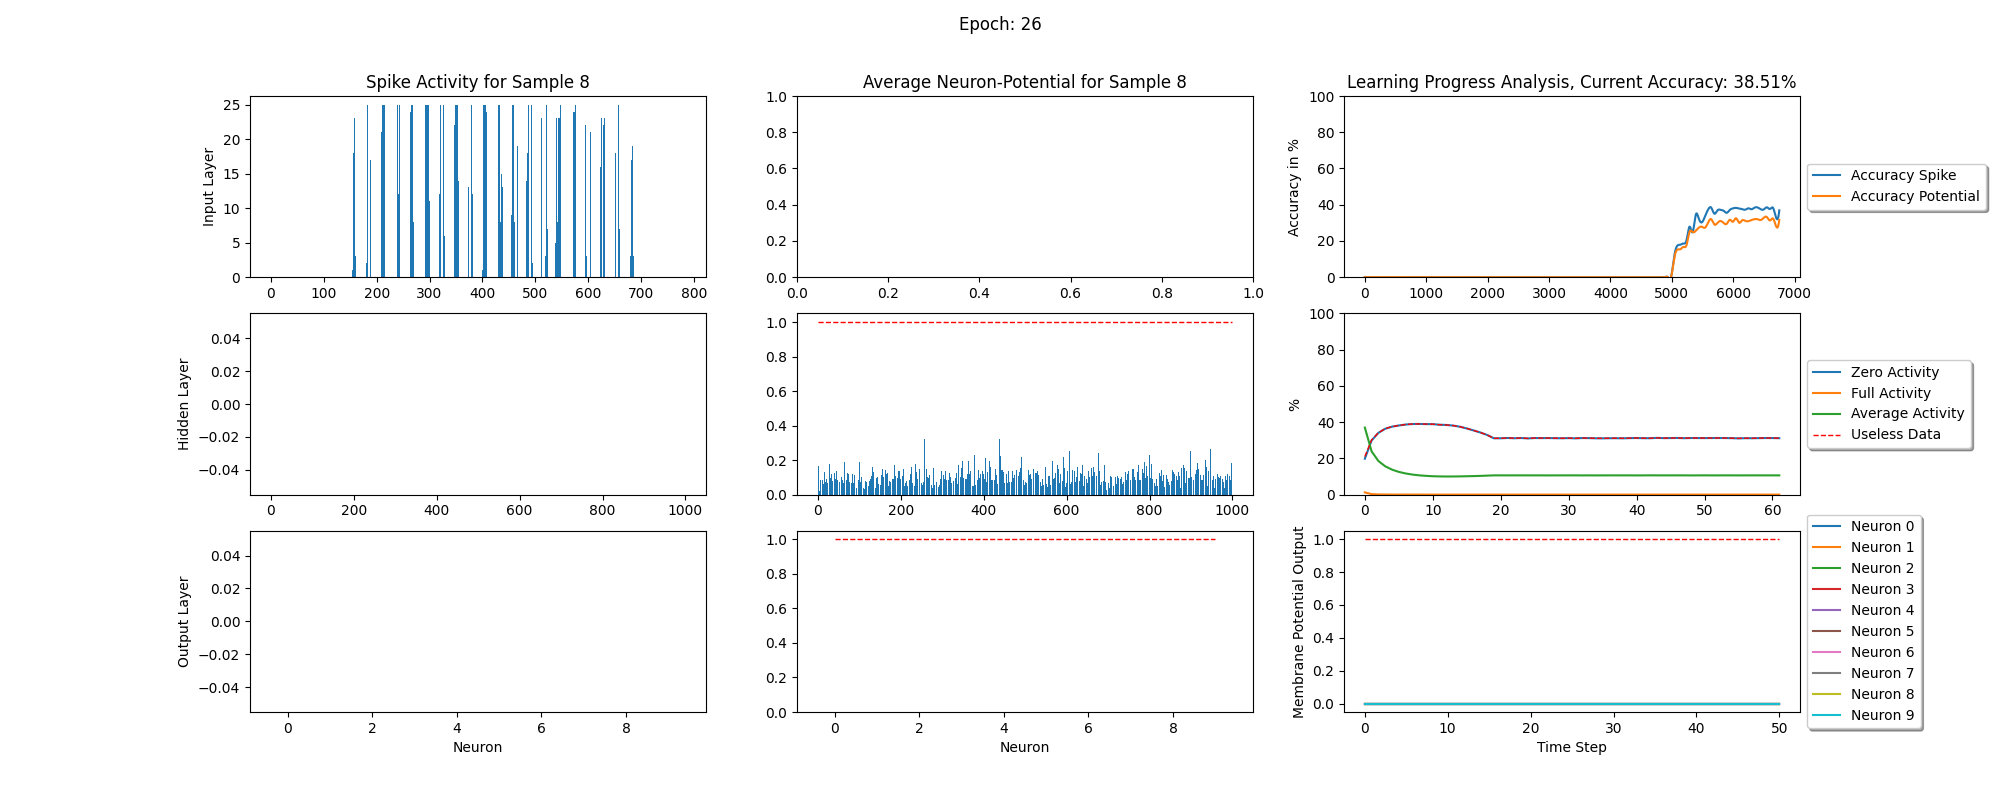 Epoch: 26
Spike Activity for Sample 8
Average Neuron-Potential for Sample 8
Learning Progress Analysis, Current Accuracy: 38.51%
Input Layer
25
20
15
10
5
0
0 100 200 300 400 500 600 700 800
1.0
0.8
0.6
0.4
0.2
0.0
0.0 0.2 0.4 0.6 0.8 1.0
Accuracy in %
100
80
60
40
20
0
0 1000 2000 3000 4000 5000 6000 7000
Accuracy Spike
Accuracy Potential
Hidden Layer
0.04
0.02
0.00
−0.02
−0.04
0 200 400 600 800 1000
1.0
0.8
0.6
0.4
0.2
0.0
0 200 400 600 800 1000
%
100
80
60
40
20
0
0 10 20 30 40 50 60
Zero Activity
Full Activity
Average Activity
Useless Data
Output Layer
0.04
0.02
0.00
−0.02
−0.04
0 2 4 6 8
Neuron
1.0
0.8
0.6
0.4
0.2
0.0
0 2 4 6 8
Neuron
Membrane Potential Output
1.0
0.8
0.6
0.4
0.2
0.0
0 10 20 30 40 50
Time Step
Neuron 0
Neuron 1
Neuron 2
Neuron 3
Neuron 4
Neuron 5
Neuron 6
Neuron 7
Neuron 8
Neuron 9